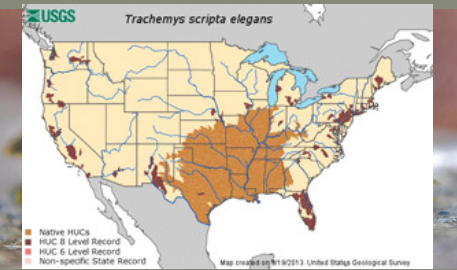 USGS
Trachemys scripta elegans
Native HUCs
HUC 8 Level Record
HUC 6 Level Record
Non-specific State Record
Map created on 9/19/2013. United States Geological Survey